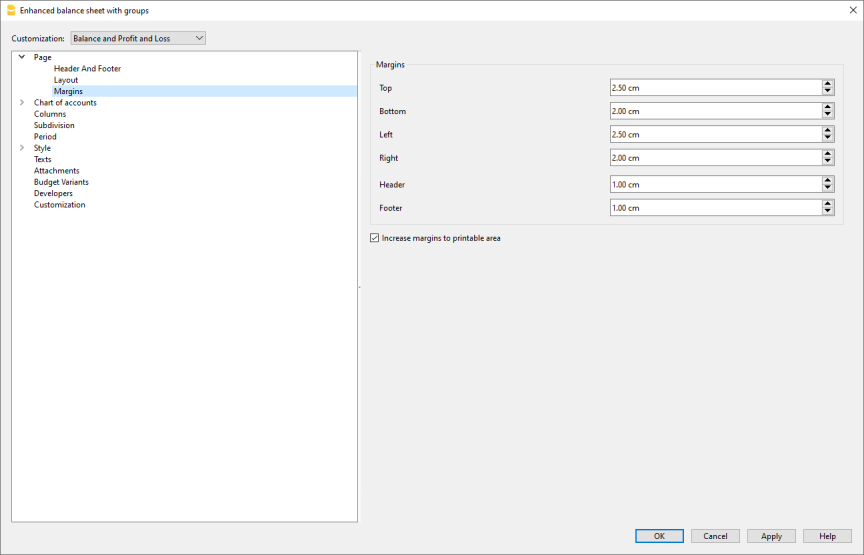 Enhanced balance sheet with groups
Customization: Balance and Profit and Loss
Page
Header And Footer
Layout
Margins
Chart of accounts
Columns
Subdivision
Period
Style
Texts
Attachments
Budget Variants
Developers
Customization
Margins
Top 2.50 cm
Bottom 2.00 cm
Left 2.50 cm
Right 2.00 cm
Header 1.00 cm
Footer 1.00 cm
Increase margins to printable area
OK Cancel Apply Help